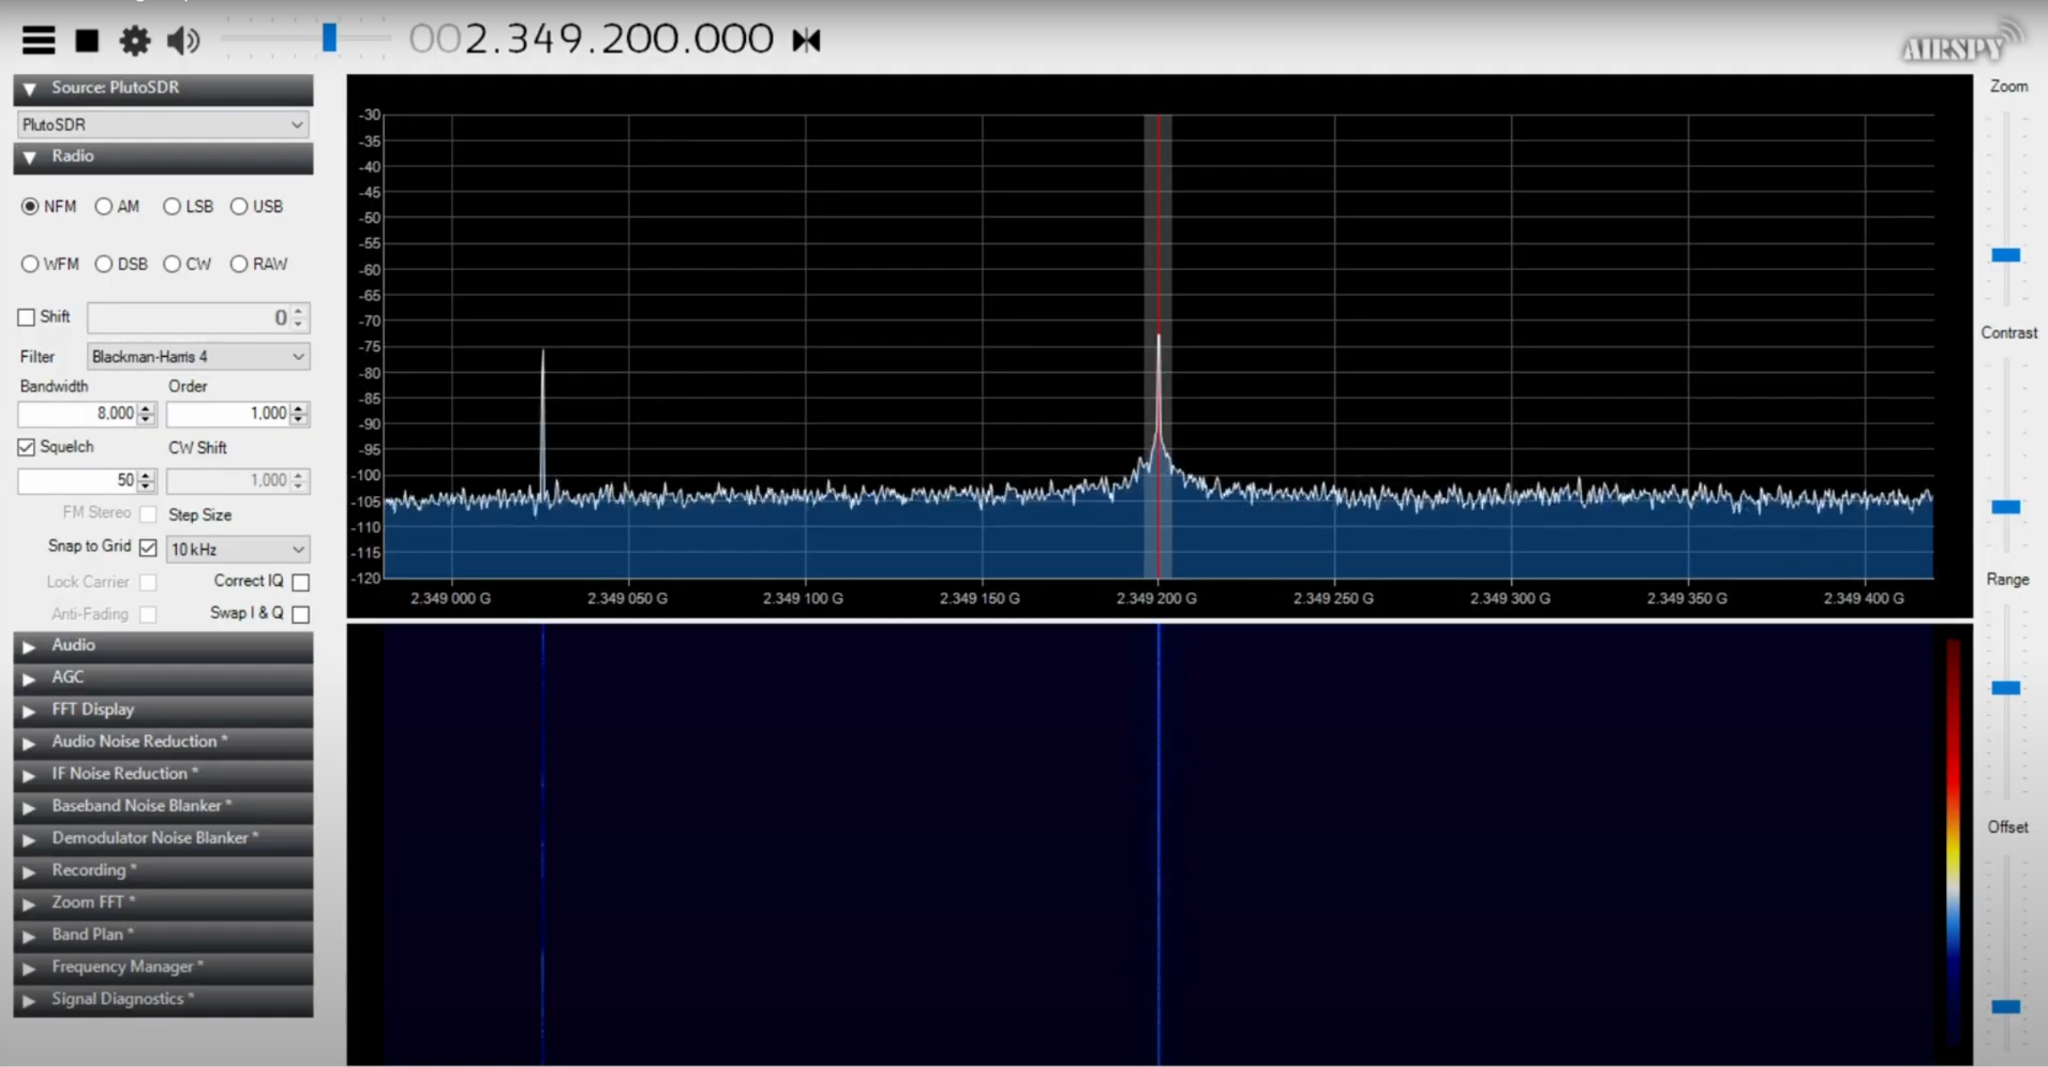 002.349.200.000
AIRSPY
Source: PlutoSDR
PlutoSDR
Radio
NFM AM LSB USB
WFM DSB CW RAW
Shift 0
Filter Blackman-Harris 4
Bandwidth Order
8.000 1.000
Squelch CW Shift
50 1.000
FM Stereo Step Size
Snap to Grid 10 kHz
Lock Carrier Correct IQ
Anti-Fading Swap I & Q
Audio
AGC
FFT Display
Audio Noise Reduction *
IF Noise Reduction *
Baseband Noise Blanker *
Demodulator Noise Blanker *
Recording *
Zoom FFT *
Band Plan *
Frequency Manager *
Signal Diagnostics *
-30
-35
-40
-45
-50
-55
-60
-65
-70
-75
-80
-85
-90
-95
-100
-105
-110
-115
-120
2.349 000 G 2.349 050 G 2.349 100 G 2.349 150 G 2.349 200 G 2.349 250 G 2.349 300 G 2.349 350 G 2.349 400 G
Zoom
Contrast
Range
Offset